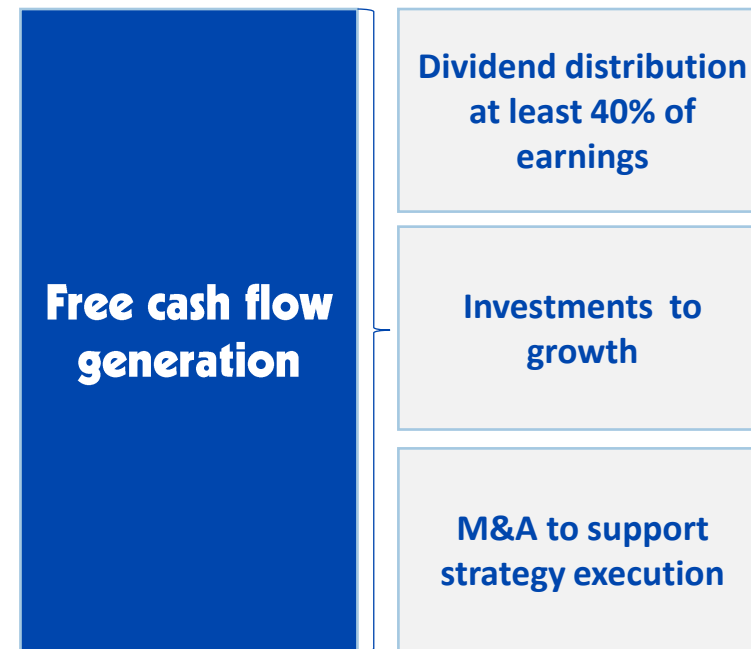 Free cash flow
generation
Dividend distribution
at least 40% of
earnings
Investments  to
growth
M&A to support
strategy execution